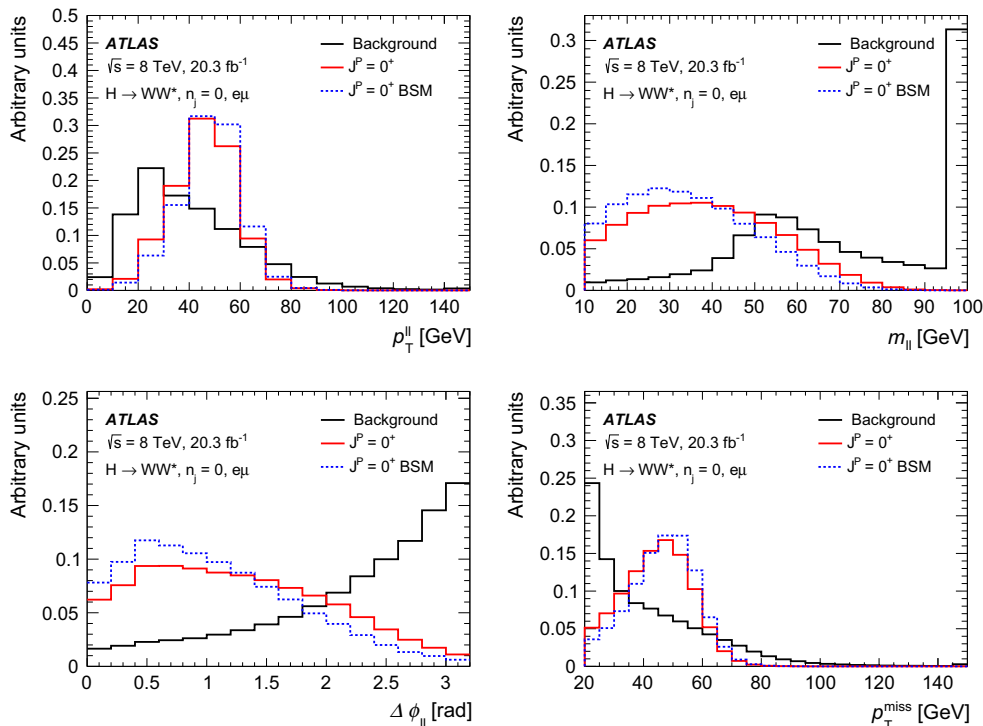 Arbitrary units
0.5
0.45
0.4
0.35
0.3
0.25
0.2
0.15
0.1
0.05
0
ATLAS
√s = 8 TeV, 20.3 fb⁻¹
H → WW*, nⱼ = 0, eμ
Background
Jᴾ = 0⁺
Jᴾ = 0⁺ BSM
0 20 40 60 80 100 120 140
p_T^ll [GeV]
Arbitrary units
0.3
0.25
0.2
0.15
0.1
0.05
0
ATLAS
√s = 8 TeV, 20.3 fb⁻¹
H → WW*, nⱼ = 0, eμ
Background
Jᴾ = 0⁺
Jᴾ = 0⁺ BSM
10 20 30 40 50 60 70 80 90 100
m_ll [GeV]
Arbitrary units
0.25
0.2
0.15
0.1
0.05
0
ATLAS
√s = 8 TeV, 20.3 fb⁻¹
H → WW*, nⱼ = 0, eμ
Background
Jᴾ = 0⁺
Jᴾ = 0⁺ BSM
0 0.5 1 1.5 2 2.5 3
Δ ϕ_ll [rad]
Arbitrary units
0.35
0.3
0.25
0.2
0.15
0.1
0.05
0
ATLAS
√s = 8 TeV, 20.3 fb⁻¹
H → WW*, nⱼ = 0, eμ
Background
Jᴾ = 0⁺
Jᴾ = 0⁺ BSM
20 40 60 80 100 120 140
p_T^miss [GeV]